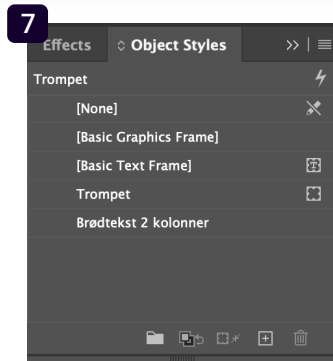 7
Effects Object Styles
Trompet
[None]
[Basic Graphics Frame]
[Basic Text Frame]
Trompet
Brødtekst 2 kolonner